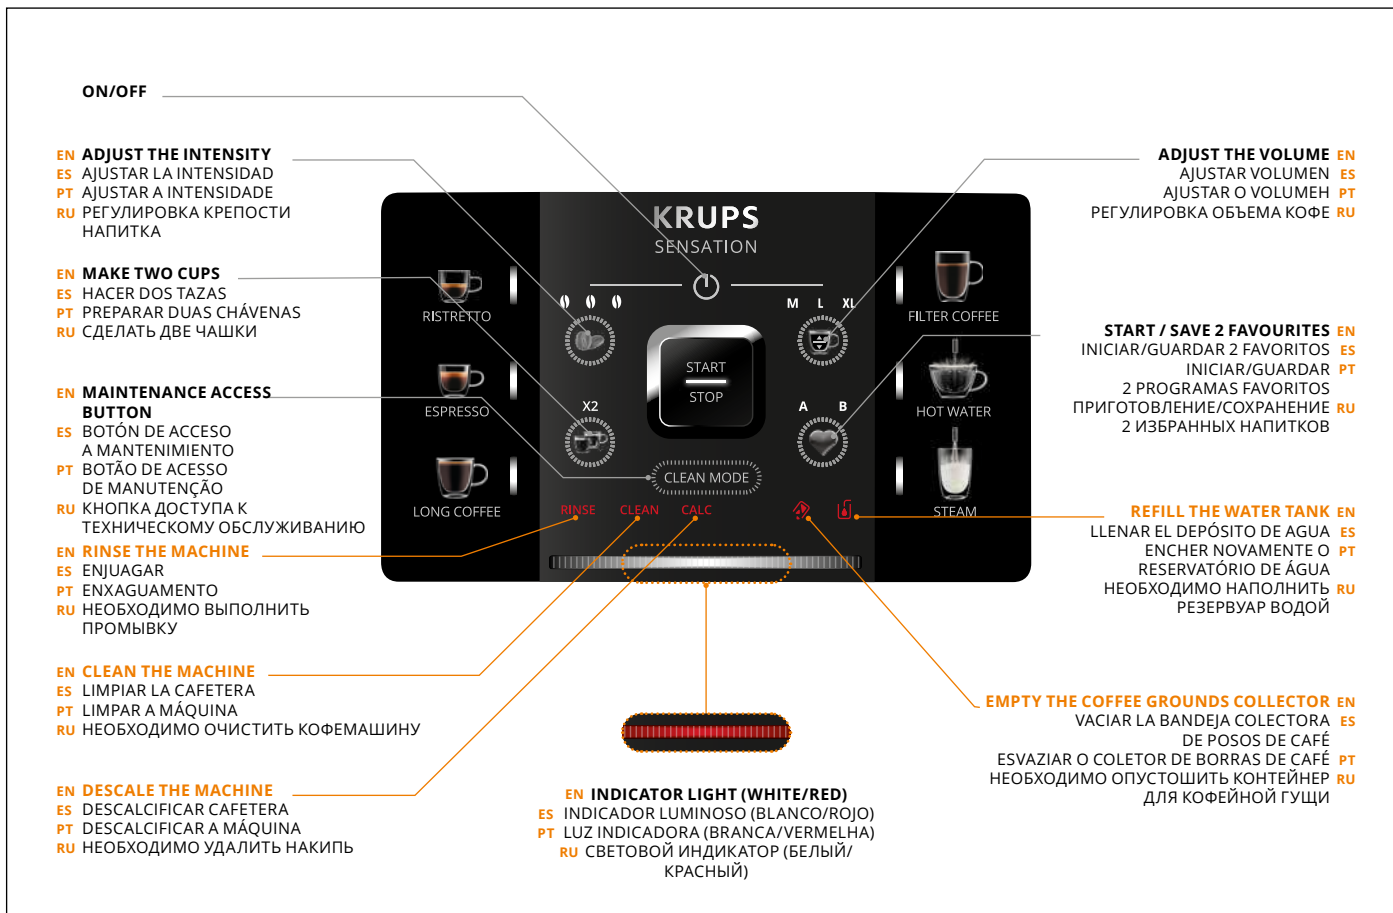 ON/OFF
EN ADJUST THE INTENSITY
ES AJUSTAR LA INTENSIDAD
PT AJUSTAR A INTENSIDADE
RU РЕГУЛИРОВКА КРЕПОСТИ
НАПИТКА
EN MAKE TWO CUPS
ES HACER DOS TAZAS
PT PREPARAR DUAS CHÁVENAS
RU СДЕЛАТЬ ДВЕ ЧАШКИ
EN MAINTENANCE ACCESS
BUTTON
ES BOTÓN DE ACCESO
A MANTENIMIENTO
PT BOTÃO DE ACESSO
DE MANUTENÇÃO
RU КНОПКА ДОСТУПА К
ТЕХНИЧЕСКОМУ ОБСЛУЖИВАНИЮ
EN RINSE THE MACHINE
ES ENJUAGAR
PT ENXAGUAMENTO
RU НЕОБХОДИМО ВЫПОЛНИТЬ
ПРОМЫВКУ
EN CLEAN THE MACHINE
ES LIMPIAR LA CAFETERA
PT LIMPAR A MÁQUINA
RU НЕОБХОДИМО ОЧИСТИТЬ КОФЕМАШИНУ
EN DESCALE THE MACHINE
ES DESCALCIFICAR CAFETERA
PT DESCALCIFICAR A MÁQUINA
RU НЕОБХОДИМО УДАЛИТЬ НАКИПЬ
KRUPS
SENSATION
RISTRETTO
ESPRESSO
LONG COFFEE
X2
START
STOP
M L XL
A B
CLEAN MODE
RINSE CLEAN CALC
FILTER COFFEE
HOT WATER
STEAM
EN INDICATOR LIGHT (WHITE/RED)
ES INDICADOR LUMINOSO (BLANCO/ROJO)
PT LUZ INDICADORA (BRANCA/VERMELHA)
RU СВЕТОВОЙ ИНДИКАТОР (БЕЛЫЙ/
КРАСНЫЙ)
ADJUST THE VOLUME EN
AJUSTAR VOLUMEN ES
AJUSTAR O VOLUMEH PT
РЕГУЛИРОВКА ОБЪЕМА КОФЕ RU
START / SAVE 2 FAVOURITES EN
INICIAR/GUARDAR 2 FAVORITOS ES
INICIAR/GUARDAR PT
2 PROGRAMAS FAVORITOS
ПРИГОТОВЛЕНИЕ/СОХРАНЕНИЕ RU
2 ИЗБРАННЫХ НАПИТКОВ
REFILL THE WATER TANK EN
LLENAR EL DEPÓSITO DE AGUA ES
ENCHER NOVAMENTE O PT
RESERVATÓRIO DE ÁGUA
НЕОБХОДИМО НАПОЛНИТЬ RU
РЕЗЕРВУАР ВОДОЙ
EMPTY THE COFFEE GROUNDS COLLECTOR EN
VACIAR LA BANDEJA COLECTORA ES
DE POSOS DE CAFÉ
ESVAZIAR O COLETOR DE BORRAS DE CAFÉ PT
НЕОБХОДИМО ОПУСТОШИТЬ КОНТЕЙНЕР RU
ДЛЯ КОФЕЙНОЙ ГУЩИ